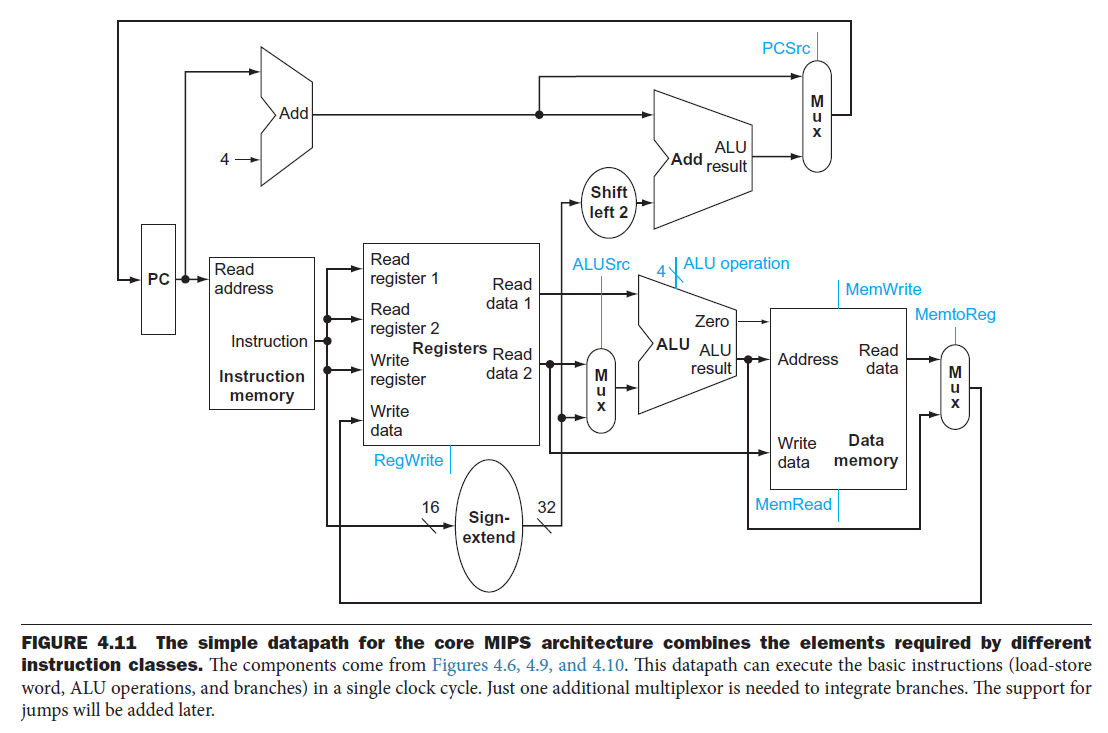 PCSrc
M
u
x
Add
4
Add ALU
result
Shift
left 2
PC
Read
address
Instruction
Instruction
memory
Read
register 1
Read
register 2
Write
register
Write
data
Registers
Read
data 1
Read
data 2
RegWrite
ALUSrc
M
u
x
4
ALU operation
Zero
ALU
ALU
result
MemWrite
Address
Read
data
Write
data
Data
memory
MemRead
MemtoReg
M
u
x
16
Sign-
extend
32
FIGURE 4.11 The simple datapath for the core MIPS architecture combines the elements required by different
instruction classes. The components come from Figures 4.6, 4.9, and 4.10. This datapath can execute the basic instructions (load-store
word, ALU operations, and branches) in a single clock cycle. Just one additional multiplexor is needed to integrate branches. The support for
jumps will be added later.